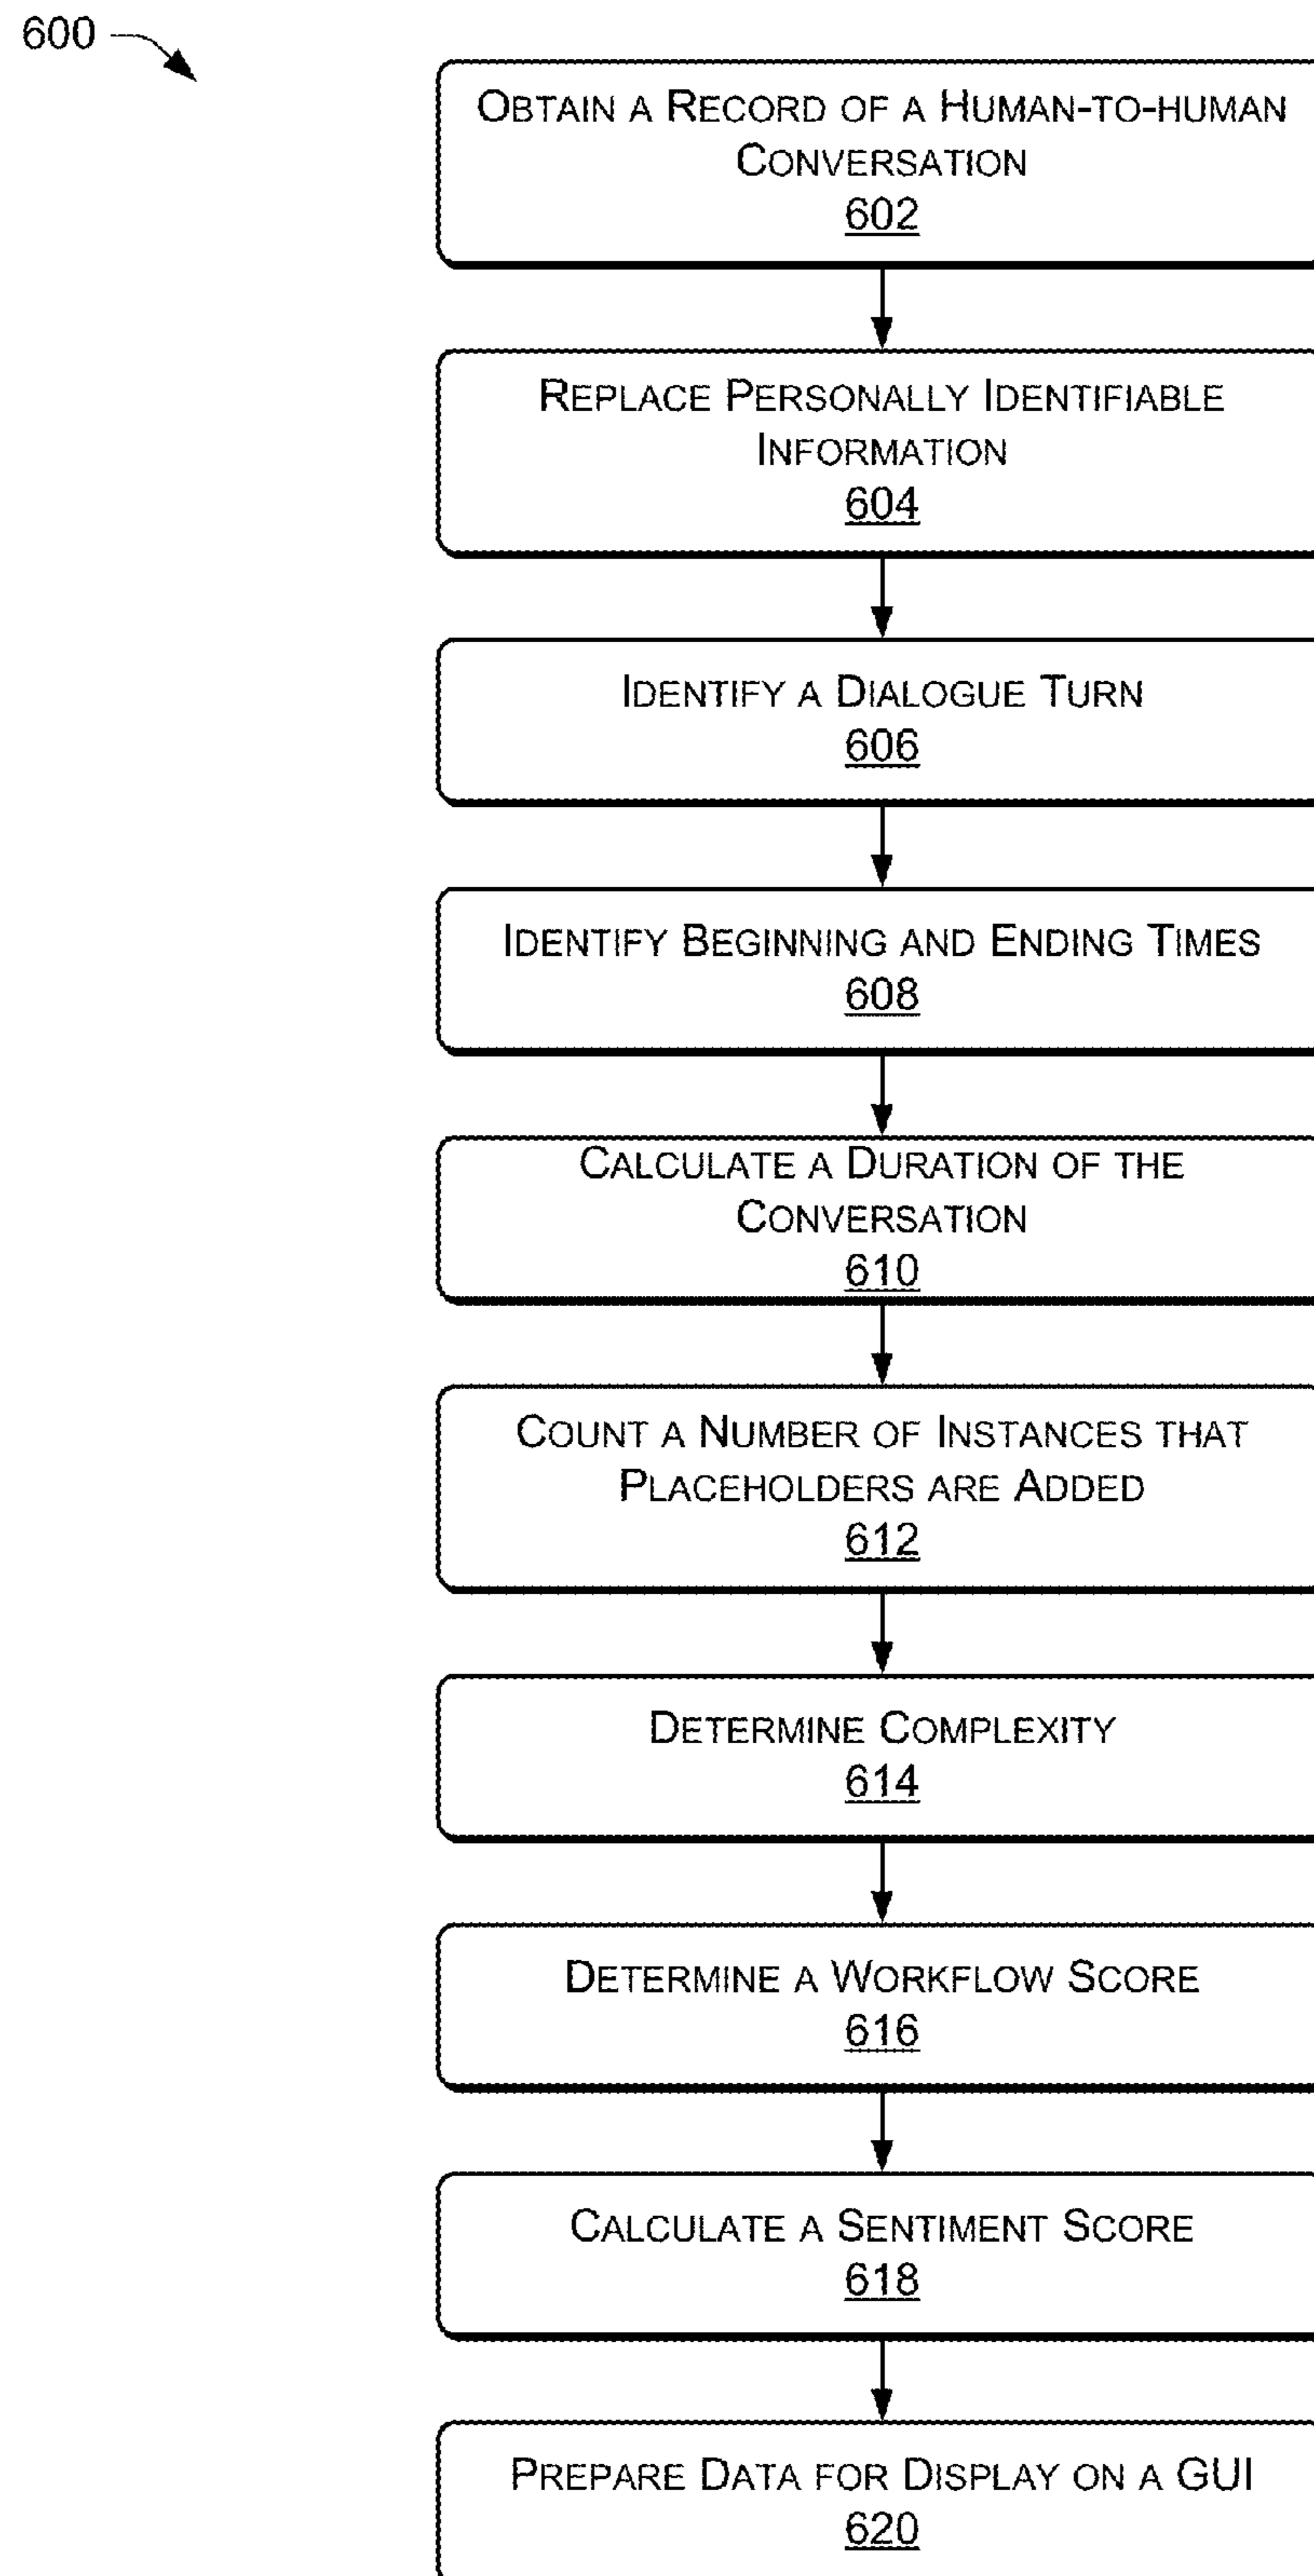 600
Obtain a Record of a Human-to-human
Conversation
602
Replace Personally Identifiable
Information
604
Identify a Dialogue Turn
606
Identify Beginning and Ending Times
608
Calculate a Duration of the
Conversation
610
Count a Number of Instances that
Placeholders are Added
612
Determine Complexity
614
Determine a Workflow Score
616
Calculate a Sentiment Score
618
Prepare Data for Display on a GUI
620